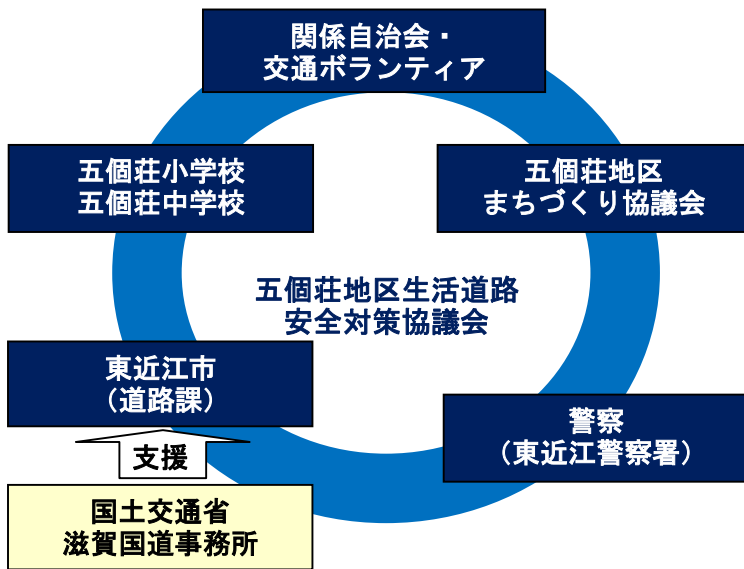 関係自治会・
交通ボランティア
五個荘小学校
五個荘中学校
五個荘地区
まちづくり協議会
五個荘地区生活道路
安全対策協議会
東近江市
（道路課）
警察
（東近江警察署）
支援
国土交通省
滋賀国道事務所